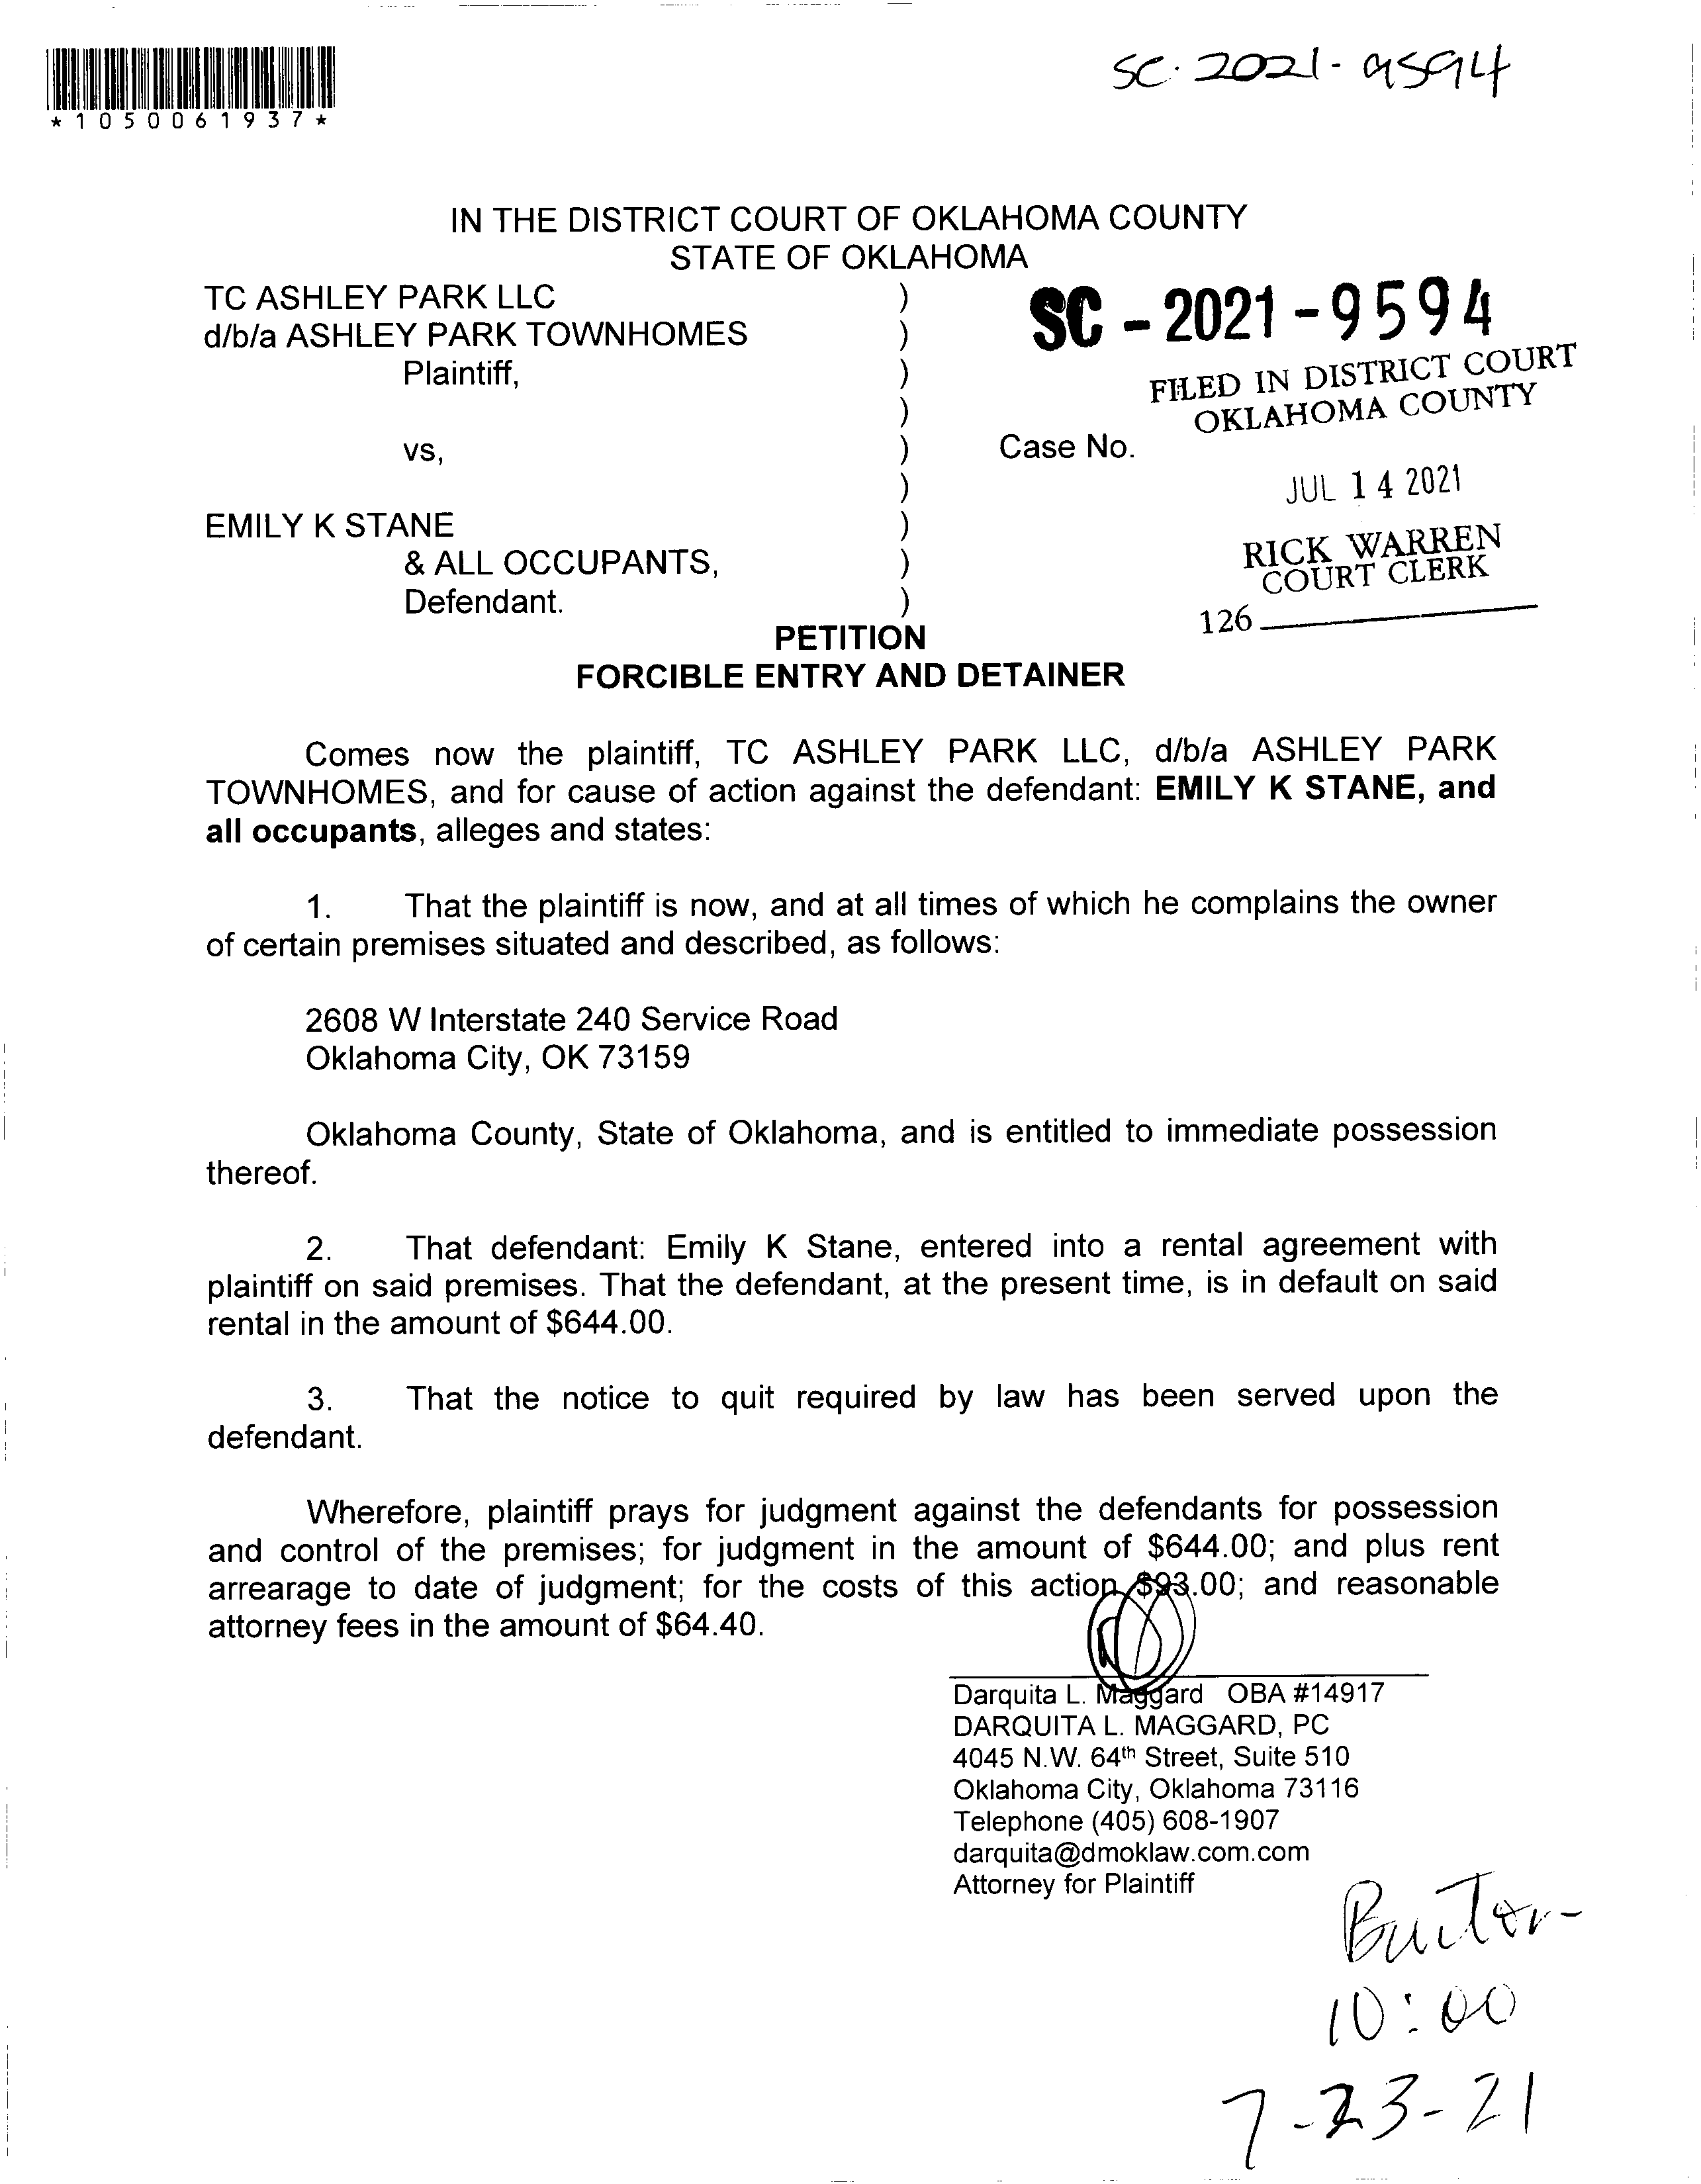 SC-2021-9594
*1050061937*
IN THE DISTRICT COURT OF OKLAHOMA COUNTY
STATE OF OKLAHOMA
TC ASHLEY PARK LLC )
d/b/a ASHLEY PARK TOWNHOMES )
Plaintiff, )
)
vs, ) Case No.
)
EMILY K STANE )
& ALL OCCUPANTS, )
Defendant. )
SC - 2021 - 9594
FILED IN DISTRICT COURT
OKLAHOMA COUNTY
JUL 14 2021
RICK WARREN
COURT CLERK
126
PETITION
FORCIBLE ENTRY AND DETAINER
Comes now the plaintiff, TC ASHLEY PARK LLC, d/b/a ASHLEY PARK
TOWNHOMES, and for cause of action against the defendant: EMILY K STANE, and
all occupants, alleges and states:
1. That the plaintiff is now, and at all times of which he complains the owner
of certain premises situated and described, as follows:
2608 W Interstate 240 Service Road
Oklahoma City, OK 73159
Oklahoma County, State of Oklahoma, and is entitled to immediate possession
thereof.
2. That defendant: Emily K Stane, entered into a rental agreement with
plaintiff on said premises. That the defendant, at the present time, is in default on said
rental in the amount of $644.00.
3. That the notice to quit required by law has been served upon the
defendant.
Wherefore, plaintiff prays for judgment against the defendants for possession
and control of the premises; for judgment in the amount of $644.00; and plus rent
arrearage to date of judgment; for the costs of this action $93.00; and reasonable
attorney fees in the amount of $64.40.
Darquita L. Maggard OBA #14917
DARQUITA L. MAGGARD, PC
4045 N.W. 64th Street, Suite 510
Oklahoma City, Oklahoma 73116
Telephone (405) 608-1907
darquita@dmoklaw.com.com
Attorney for Plaintiff
10:00
7-23-21